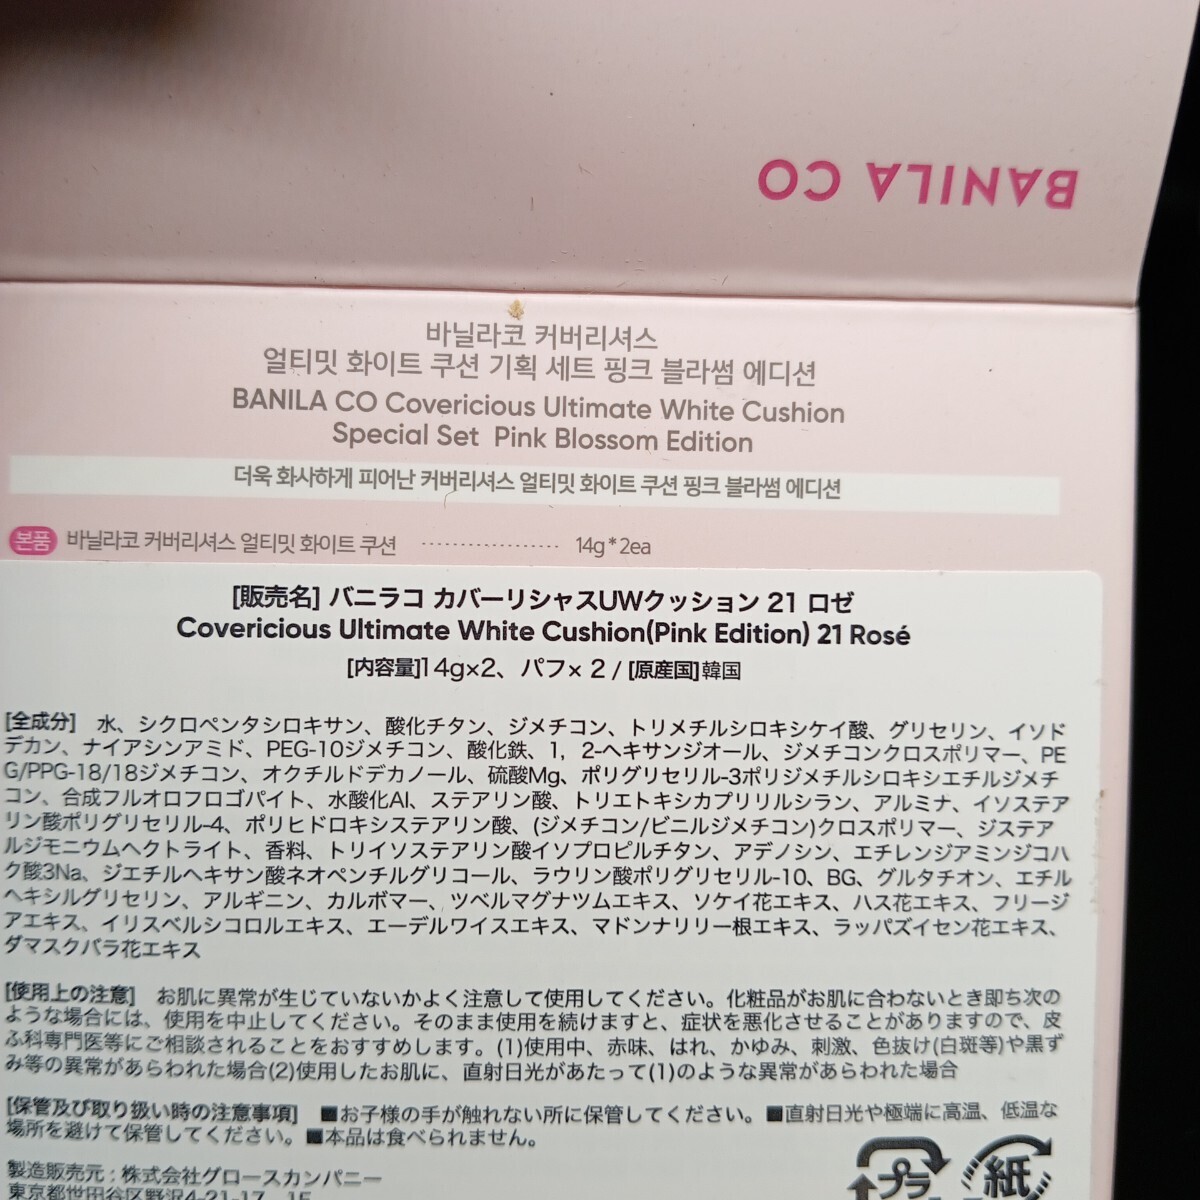 BANILA CO
바닐라코 커버리셔스
얼티밋 화이트 쿠션 기획 세트 핑크 블라썸 에디션
BANILA CO Covericious Ultimate White Cushion
Special Set Pink Blossom Edition
더욱 화사하게 피어난 커버리셔스 얼티밋 화이트 쿠션 핑크 블라썸 에디션
본품 바닐라코 커버리셔스 얼티밋 화이트 쿠션 ················· 14g*2ea
[販売名] バニラコ カバーリシャスUWクッション 21 ロゼ
Covericious Ultimate White Cushion(Pink Edition) 21 Rosé
[内容量]14g×2、パフ× 2 / [原産国]韓国
[全成分] 水、シクロペンタシロキサン、酸化チタン、ジメチコン、トリメチルシロキシケイ酸、グリセリン、イソド
デカン、ナイアシンアミド、PEG-10ジメチコン、酸化鉄、1，2-ヘキサンジオール、ジメチコンクロスポリマー、PE
G/PPG-18/18ジメチコン、オクチルドデカノール、硫酸Mg、ポリグリセリル-3ポリジメチルシロキシエチルジメチ
コン、合成フルオロフロゴパイト、水酸化Al、ステアリン酸、トリエトキシカプリリルシラン、アルミナ、イソステア
リン酸ポリグリセリル-4、ポリヒドロキシステアリン酸、(ジメチコン/ビニルジメチコン)クロスポリマー、ジステア
ルジモニウムヘクトライト、香料、トリイソステアリン酸イソプロピルチタン、アデノシン、エチレンジアミンジコハ
ク酸3Na、ジエチルヘキサン酸ネオペンチルグリコール、ラウリン酸ポリグリセリル-10、BG、グルタチオン、エチル
ヘキシルグリセリン、アルギニン、カルボマー、ツベルマグナツムエキス、ソケイ花エキス、ハス花エキス、フリージ
アエキス、イリスベルシコロルエキス、エーデルワイスエキス、マドンナリリー根エキス、ラッパズイセン花エキス、
ダマスクバラ花エキス
[使用上の注意] お肌に異常が生じていないかよく注意して使用してください。化粧品がお肌に合わないとき即ち次の
ような場合には、使用を中止してください。そのまま使用を続けますと、症状を悪化させることがありますので、皮
ふ科専門医等にご相談されることをおすすめします。(1)使用中、赤味、はれ、かゆみ、刺激、色抜け(白斑等)や黒ず
み等の異常があらわれた場合(2)使用したお肌に、直射日光があたって(1)のような異常があらわれた場合
[保管及び取り扱い時の注意事項] ■お子様の手が触れない所に保管してください。■直射日光や極端に高温、低温な
場所を避けて保管してください。■本品は食べられません。
製造販売元：株式会社グロースカンパニー
東京都世田谷区野沢4-21-17 1F
プラ
紙